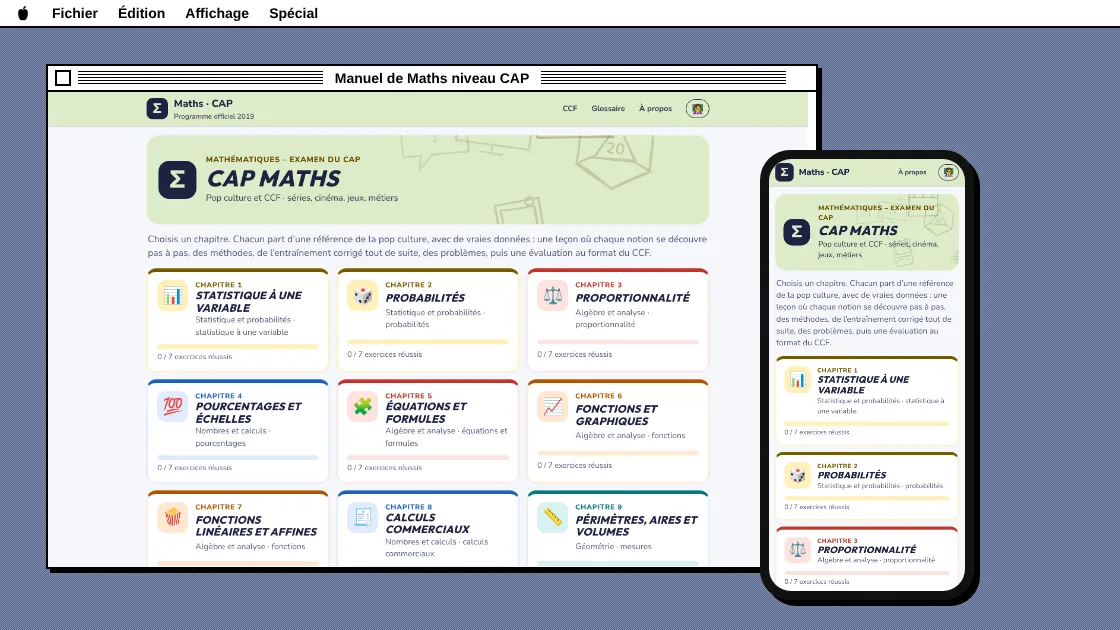 Fichier Édition Affichage Spécial
Manuel de Maths niveau CAP
Σ Maths · CAP
Programme officiel 2019
CCF Glossaire À propos
MATHÉMATIQUES – EXAMEN DU CAP
Σ CAP MATHS
Pop culture et CCF · séries, cinéma, jeux, métiers
20
Choisis un chapitre. Chacun part d'une référence de la pop culture, avec de vraies données : une leçon où chaque notion se découvre
pas à pas, des méthodes, de l'entraînement corrigé tout de suite, des problèmes, puis une évaluation au format du CCF.
CHAPITRE 1
STATISTIQUE À UNE
VARIABLE
Statistique et probabilités ·
statistique à une variable
0 / 7 exercices réussis
CHAPITRE 2
PROBABILITÉS
Statistique et probabilités ·
probabilités
0 / 7 exercices réussis
CHAPITRE 3
PROPORTIONNALITÉ
Algèbre et analyse ·
proportionnalité
0 / 7 exercices réussis
100
CHAPITRE 4
POURCENTAGES ET
ÉCHELLES
Nombres et calculs ·
pourcentages
0 / 7 exercices réussis
CHAPITRE 5
ÉQUATIONS ET
FORMULES
Algèbre et analyse · équations et
formules
0 / 7 exercices réussis
CHAPITRE 6
FONCTIONS ET
GRAPHIQUES
Algèbre et analyse · fonctions
0 / 7 exercices réussis
CHAPITRE 7
FONCTIONS
LINÉAIRES ET AFFINES
Algèbre et analyse · fonctions
CHAPITRE 8
CALCULS
COMMERCIAUX
Nombres et calculs · calculs
commerciaux
CHAPITRE 9
PÉRIMÈTRES, AIRES ET
VOLUMES
Géométrie · mesures
Σ Maths · CAP
À propos
MATHÉMATIQUES – EXAMEN DU
CAP
Σ CAP MATHS
Pop culture et CCF · séries, cinéma,
jeux, métiers
Choisis un chapitre. Chacun part d'une référence
de la pop culture, avec de vraies données : une
leçon où chaque notion se découvre pas à pas,
des méthodes, de l'entraînement corrigé tout de
suite, des problèmes, puis une évaluation au
format du CCF.
CHAPITRE 1
STATISTIQUE À UNE
VARIABLE
Statistique et probabilités · statistique à
une variable
0 / 7 exercices réussis
CHAPITRE 2
PROBABILITÉS
Statistique et probabilités · probabilités
0 / 7 exercices réussis
CHAPITRE 3
PROPORTIONNALITÉ
Algèbre et analyse · proportionnalité
0 / 7 exercices réussis